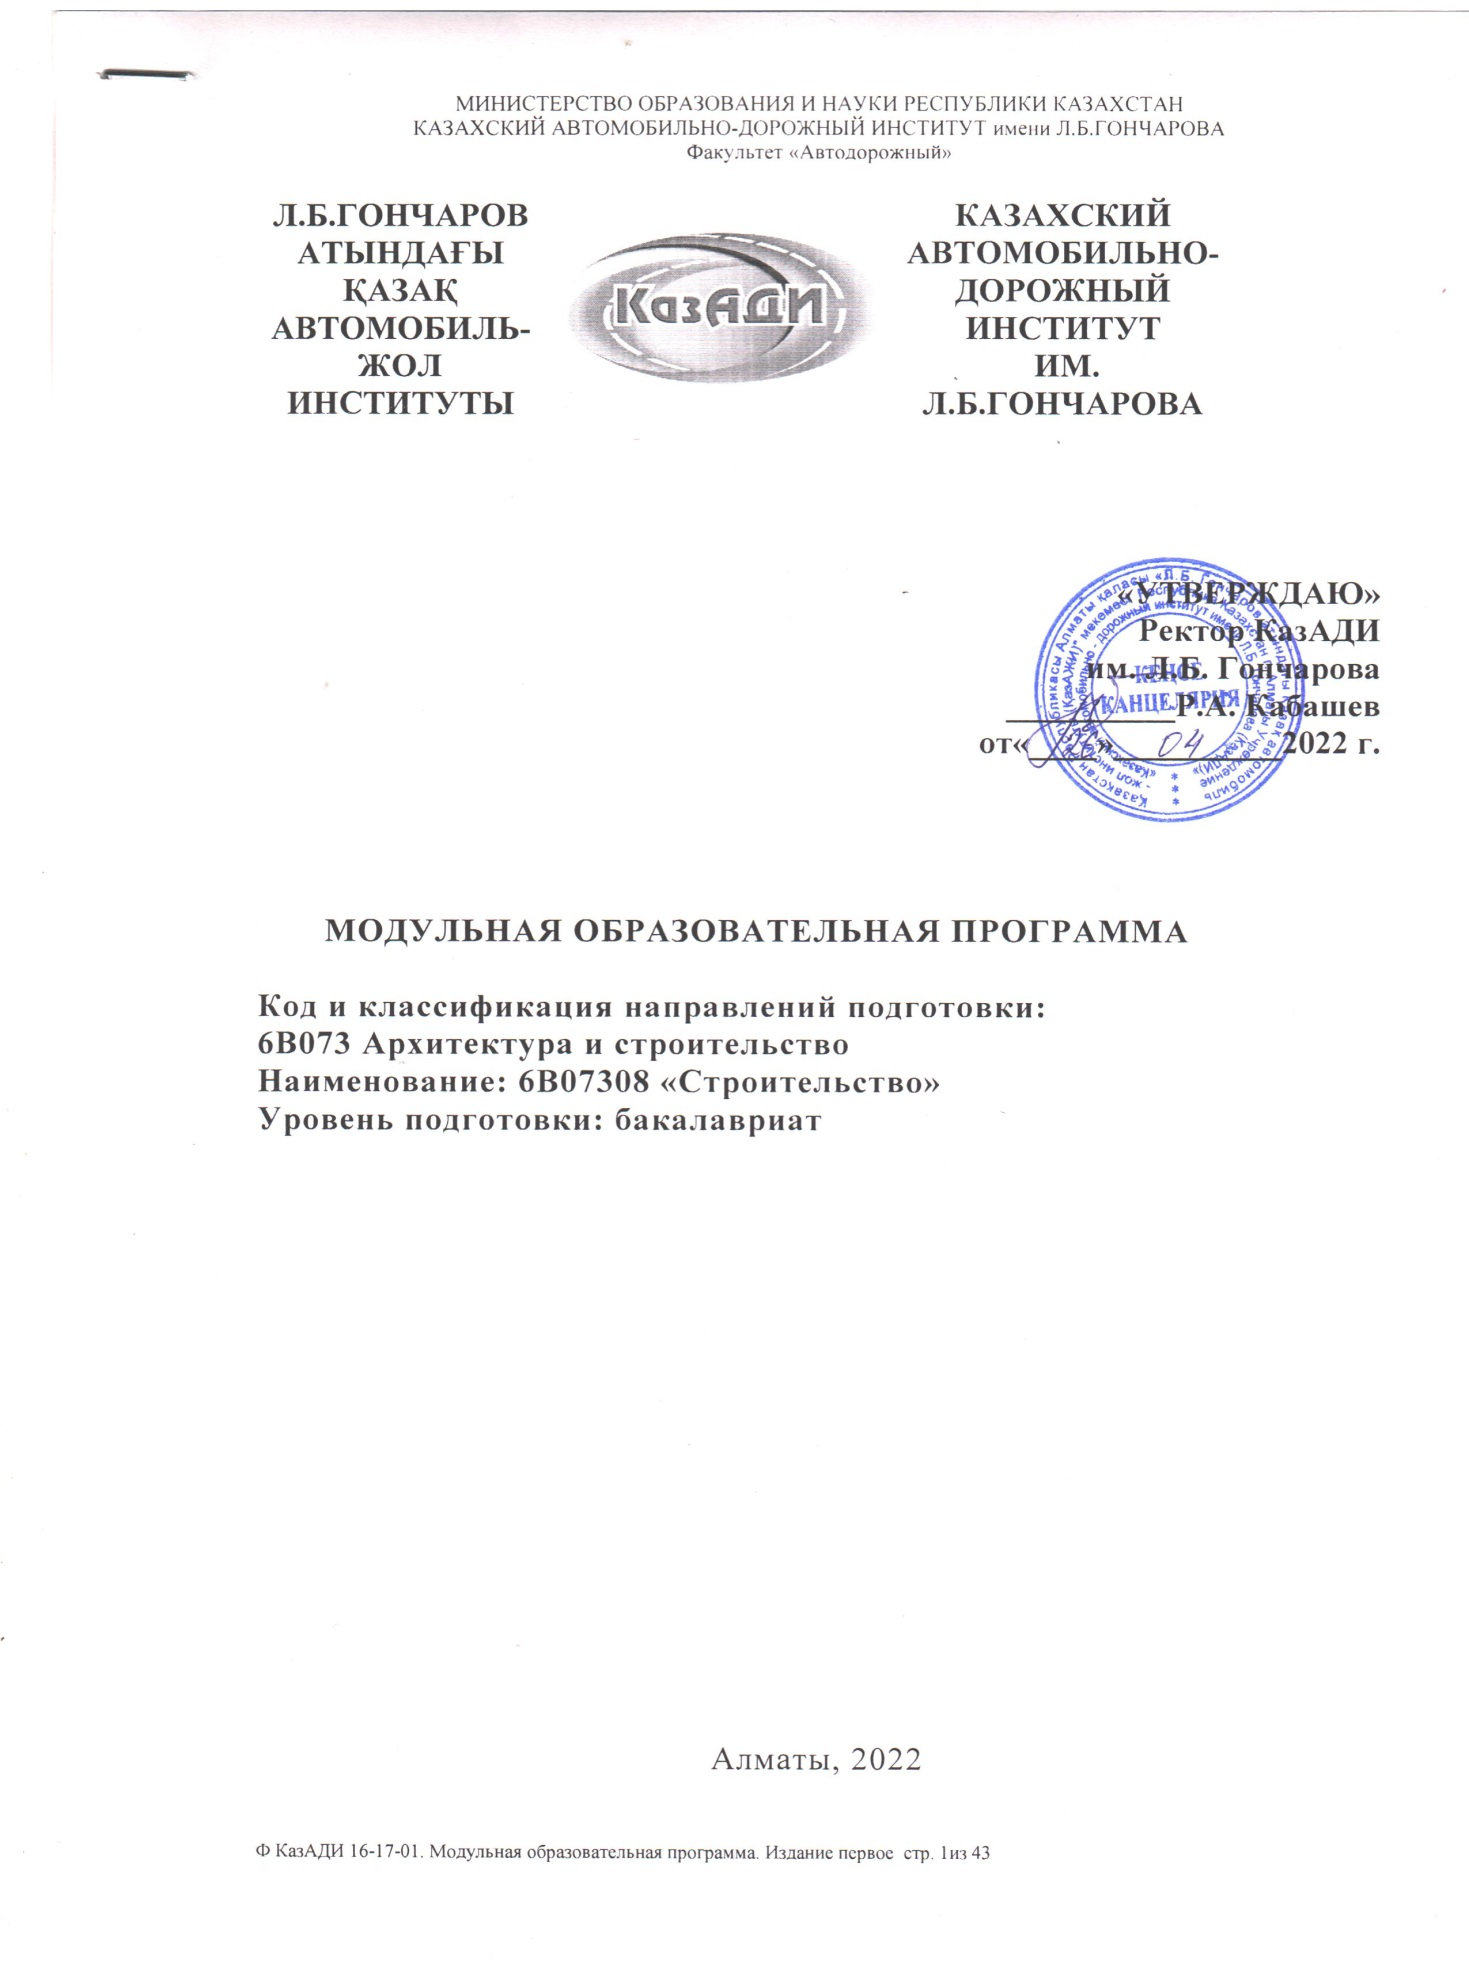 МИНИСТЕРСТВО ОБРАЗОВАНИЯ И НАУКИ РЕСПУБЛИКИ КАЗАХСТАН
КАЗАХСКИЙ АВТОМОБИЛЬНО-ДОРОЖНЫЙ ИНСТИТУТ имени Л.Б.ГОНЧАРОВА
Факультет «Автодорожный»
Л.Б.ГОНЧАРОВ
АТЫНДАҒЫ
ҚАЗАҚ
АВТОМОБИЛЬ-
ЖОЛ
ИНСТИТУТЫ
КазАДИ
КАЗАХСКИЙ
АВТОМОБИЛЬНО-
ДОРОЖНЫЙ
ИНСТИТУТ
ИМ.
Л.Б.ГОНЧАРОВА
«УТВЕРЖДАЮ»
Ректор КазАДИ
им. Л.Б. Гончарова
Р.А. Кабашев
от« » 04 2022 г.
КЕҢСЕ
КАНЦЕЛЯРИЯ
МОДУЛЬНАЯ ОБРАЗОВАТЕЛЬНАЯ ПРОГРАММА
Код и классификация направлений подготовки:
6В073 Архитектура и строительство
Наименование: 6В07308 «Строительство»
Уровень подготовки: бакалавриат
Алматы, 2022
Ф КазАДИ 16-17-01. Модульная образовательная программа. Издание первое стр. 1из 43